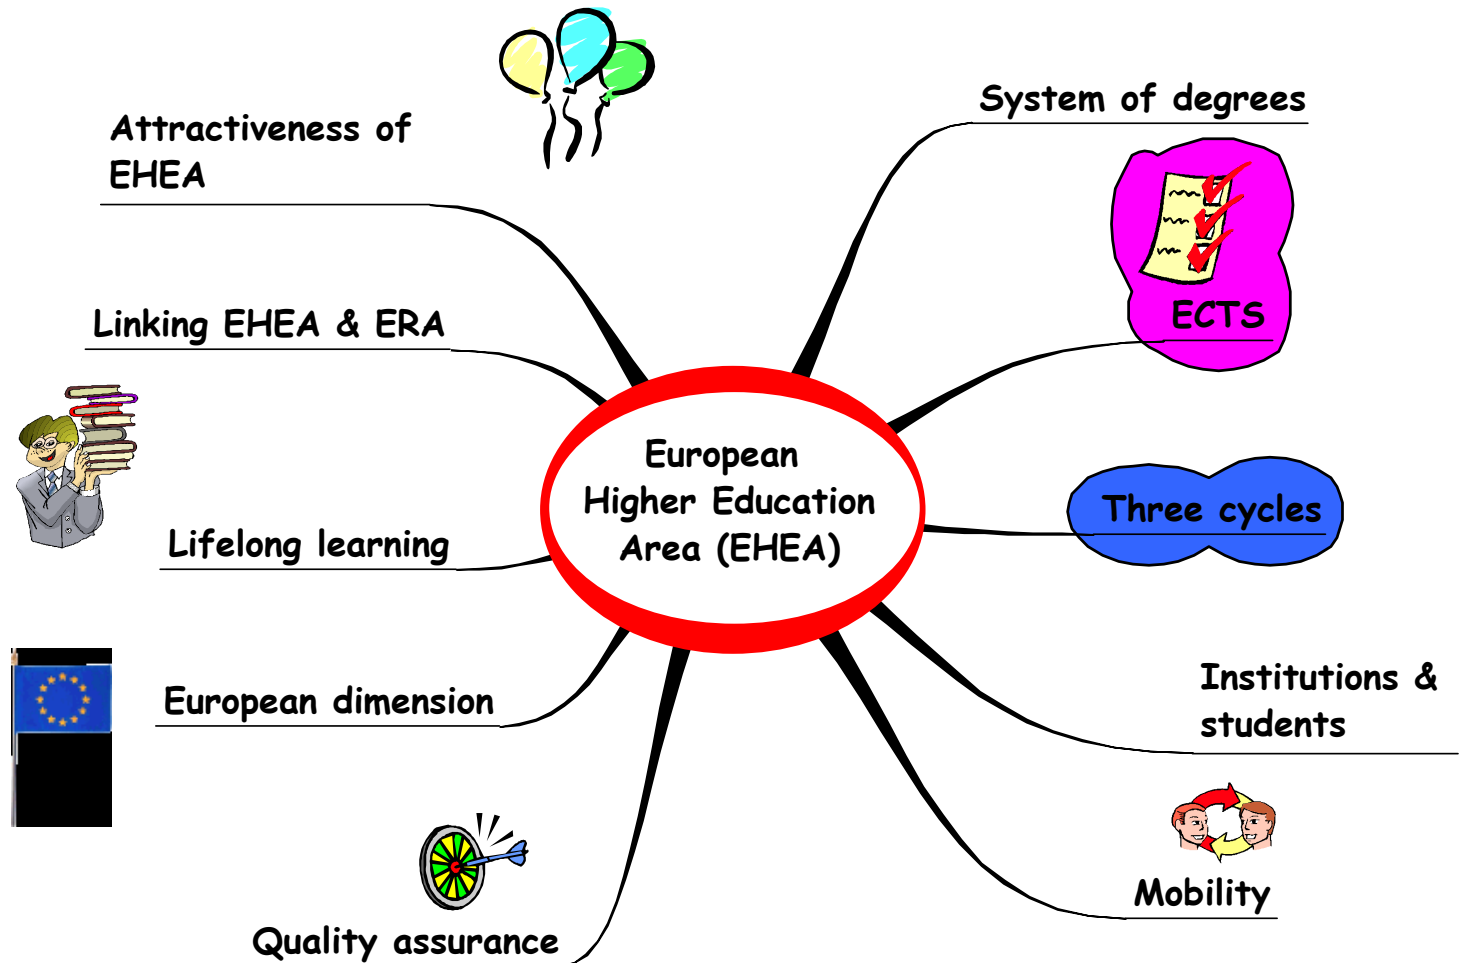 European
Higher Education
Area (EHEA)
System of degrees
ECTS
Three cycles
Institutions &
students
Mobility
Quality assurance
European dimension
Lifelong learning
Linking EHEA & ERA
Attractiveness of
EHEA